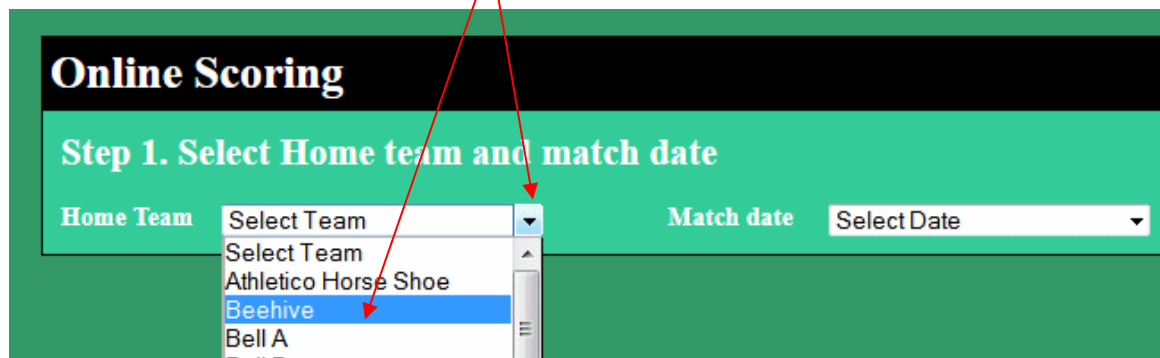 Online Scoring
Step 1. Select Home team and match date
Home Team Select Team Match date Select Date
Select Team
Athletico Horse Shoe
Beehive
Bell A